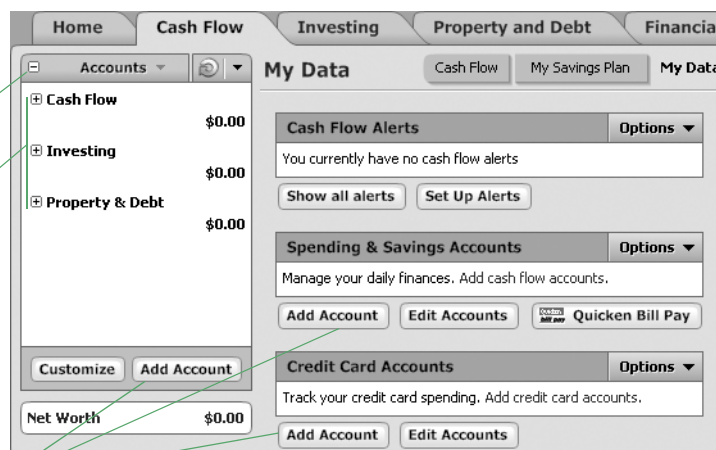 Home
Cash Flow
Investing
Property and Debt
Financia
Accounts
Cash Flow
$0.00
Investing
$0.00
Property & Debt
$0.00
Customize
Add Account
Net Worth
$0.00
My Data
Cash Flow
My Savings Plan
My Data
Cash Flow Alerts
Options
You currently have no cash flow alerts
Show all alerts
Set Up Alerts
Spending & Savings Accounts
Options
Manage your daily finances. Add cash flow accounts.
Add Account
Edit Accounts
Quicken Bill Pay
Credit Card Accounts
Options
Track your credit card spending. Add credit card accounts.
Add Account
Edit Accounts